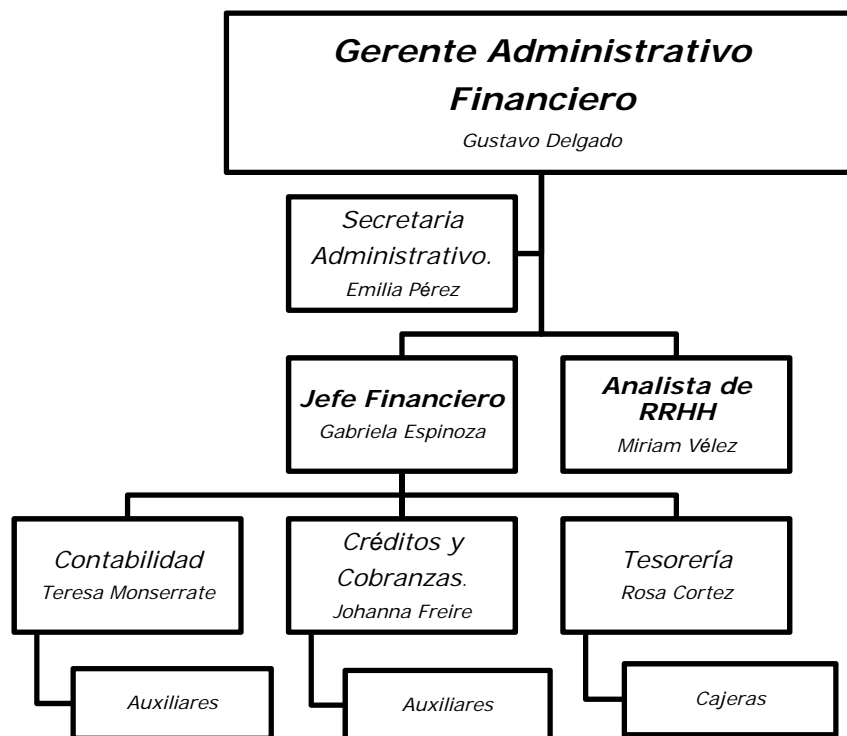 Gerente Administrativo
Financiero
Gustavo Delgado
Secretaria
Administrativo.
Emilia Pérez
Jefe Financiero
Gabriela Espinoza
Analista de
RRHH
Miriam Vélez
Contabilidad
Teresa Monserrate
Créditos y
Cobranzas.
Johanna Freire
Tesorería
Rosa Cortez
Auxiliares
Auxiliares
Cajeras